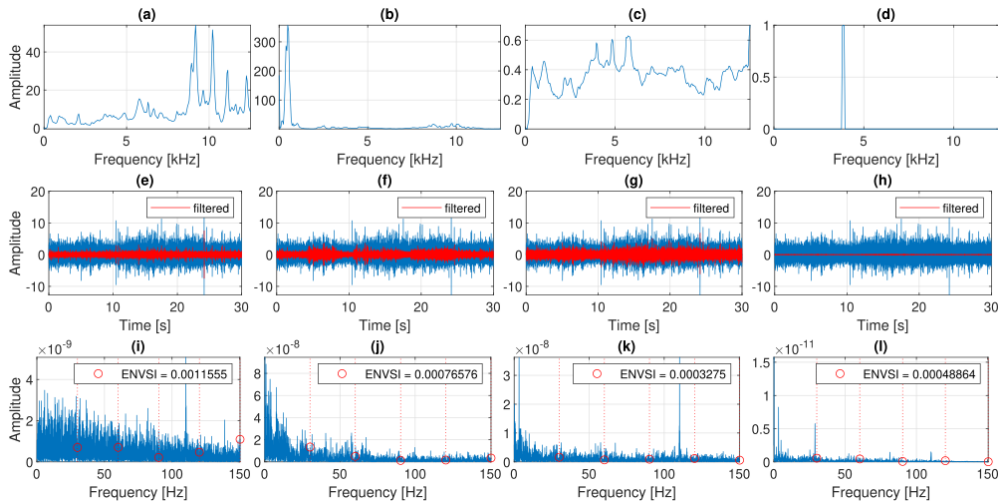 (a) (b) (c) (d)
Amplitude
40
20
0
0 5 10
Frequency [kHz]
300
200
100
0 5 10
Frequency [kHz]
0.6
0.4
0.2
0
0 5 10
Frequency [kHz]
1
0.5
0
0 5 10
Frequency [kHz]
(e) (f) (g) (h)
Amplitude
20
10
0
-10
filtered
0 10 20 30
Time [s]
20
10
0
-10
filtered
0 10 20 30
Time [s]
20
10
0
-10
filtered
0 10 20 30
Time [s]
20
10
0
-10
filtered
0 10 20 30
Time [s]
(i) (j) (k) (l)
Amplitude
×10-9
4
2
0
ENVSI = 0.0011555
0 50 100 150
Frequency [Hz]
×10-8
8
6
4
2
0
ENVSI = 0.00076576
0 50 100 150
Frequency [Hz]
×10-8
3
2
1
0
ENVSI = 0.0003275
0 50 100 150
Frequency [Hz]
×10-11
1.5
1
0.5
0
ENVSI = 0.00048864
0 50 100 150
Frequency [Hz]